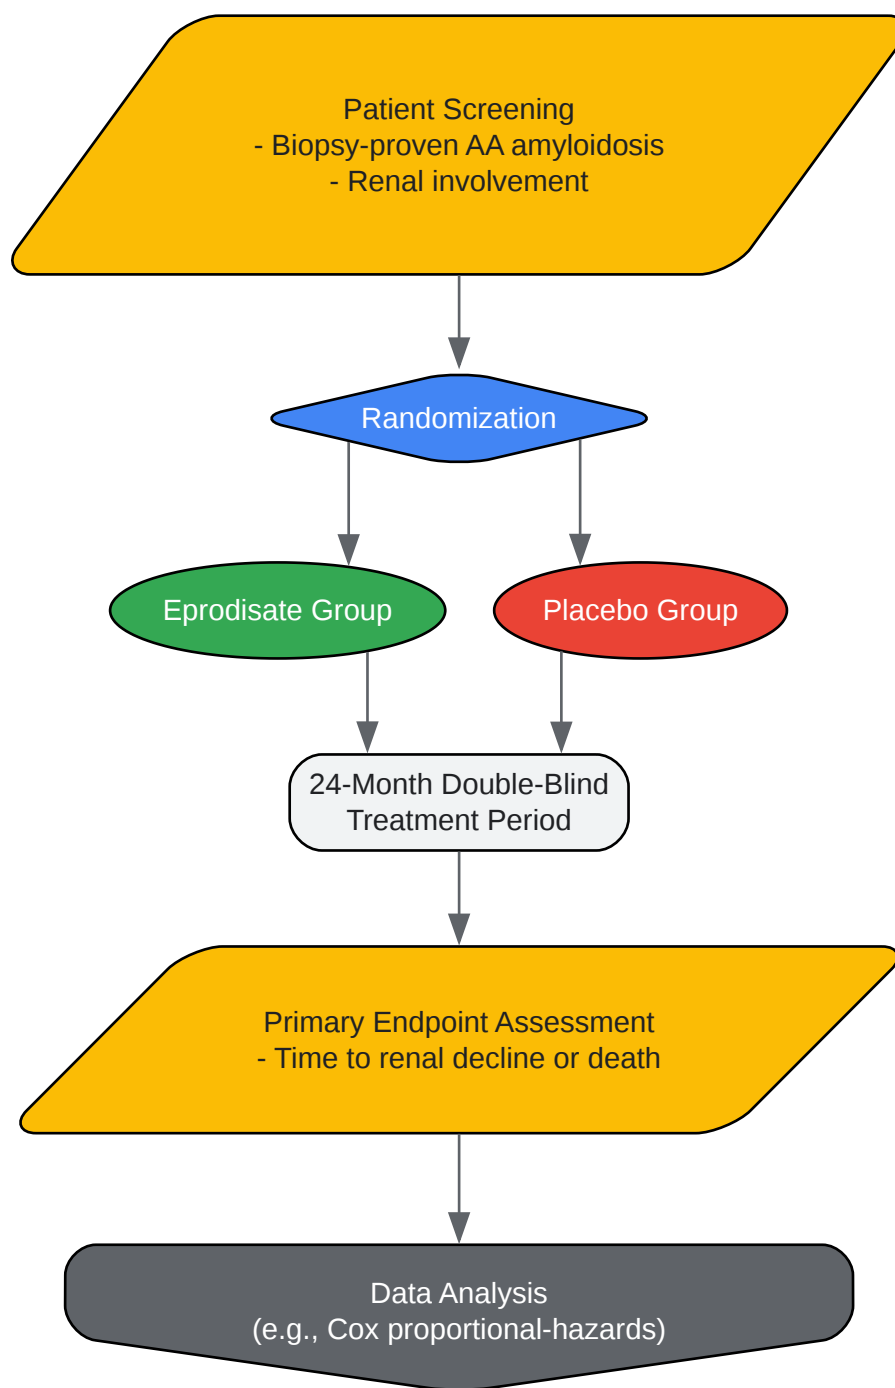 Patient Screening
- Biopsy-proven AA amyloidosis
- Renal involvement
Randomization
Eprodisate Group
Placebo Group
24-Month Double-Blind
Treatment Period
Primary Endpoint Assessment
- Time to renal decline or death
Data Analysis
(e.g., Cox proportional-hazards)